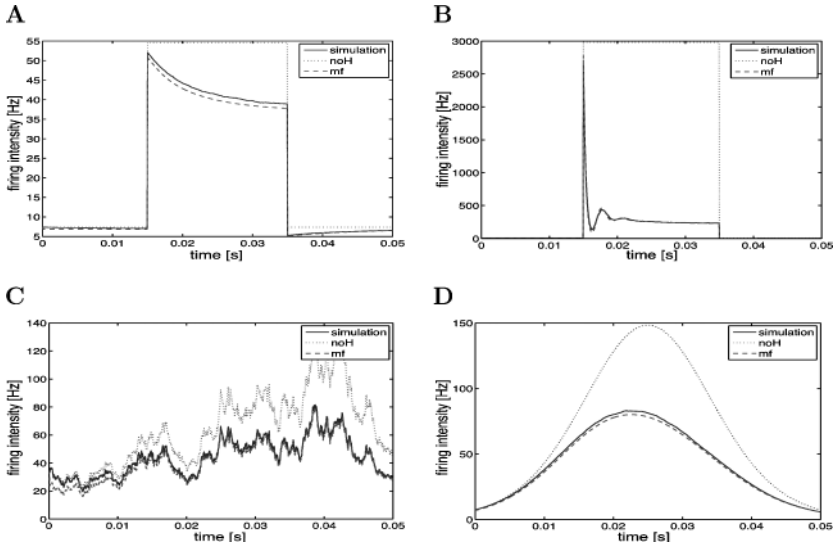 A
55
50
45
40
35
30
25
20
15
10
5
0
0.01
0.02
0.03
0.04
0.05
firing intensity [Hz]
time [s]
simulation
noH
mf
B
3000
2500
2000
1500
1000
500
0
0
0.01
0.02
0.03
0.04
0.05
firing intensity [Hz]
time [s]
simulation
noH
mf
C
140
120
100
80
60
40
20
0
0
0.01
0.02
0.03
0.04
0.05
firing intensity [Hz]
time [s]
simulation
noH
mf
D
150
100
50
0
0
0.01
0.02
0.03
0.04
0.05
firing intensity [Hz]
time [s]
simulation
noH
mf